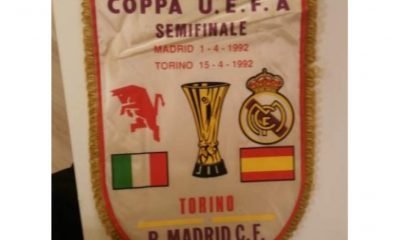 COPPA U.E.F.A
SEMIFINALE
MADRID 1-4-1992
TORINO 15-4-1992
TORINO
R. MADRID C.F.